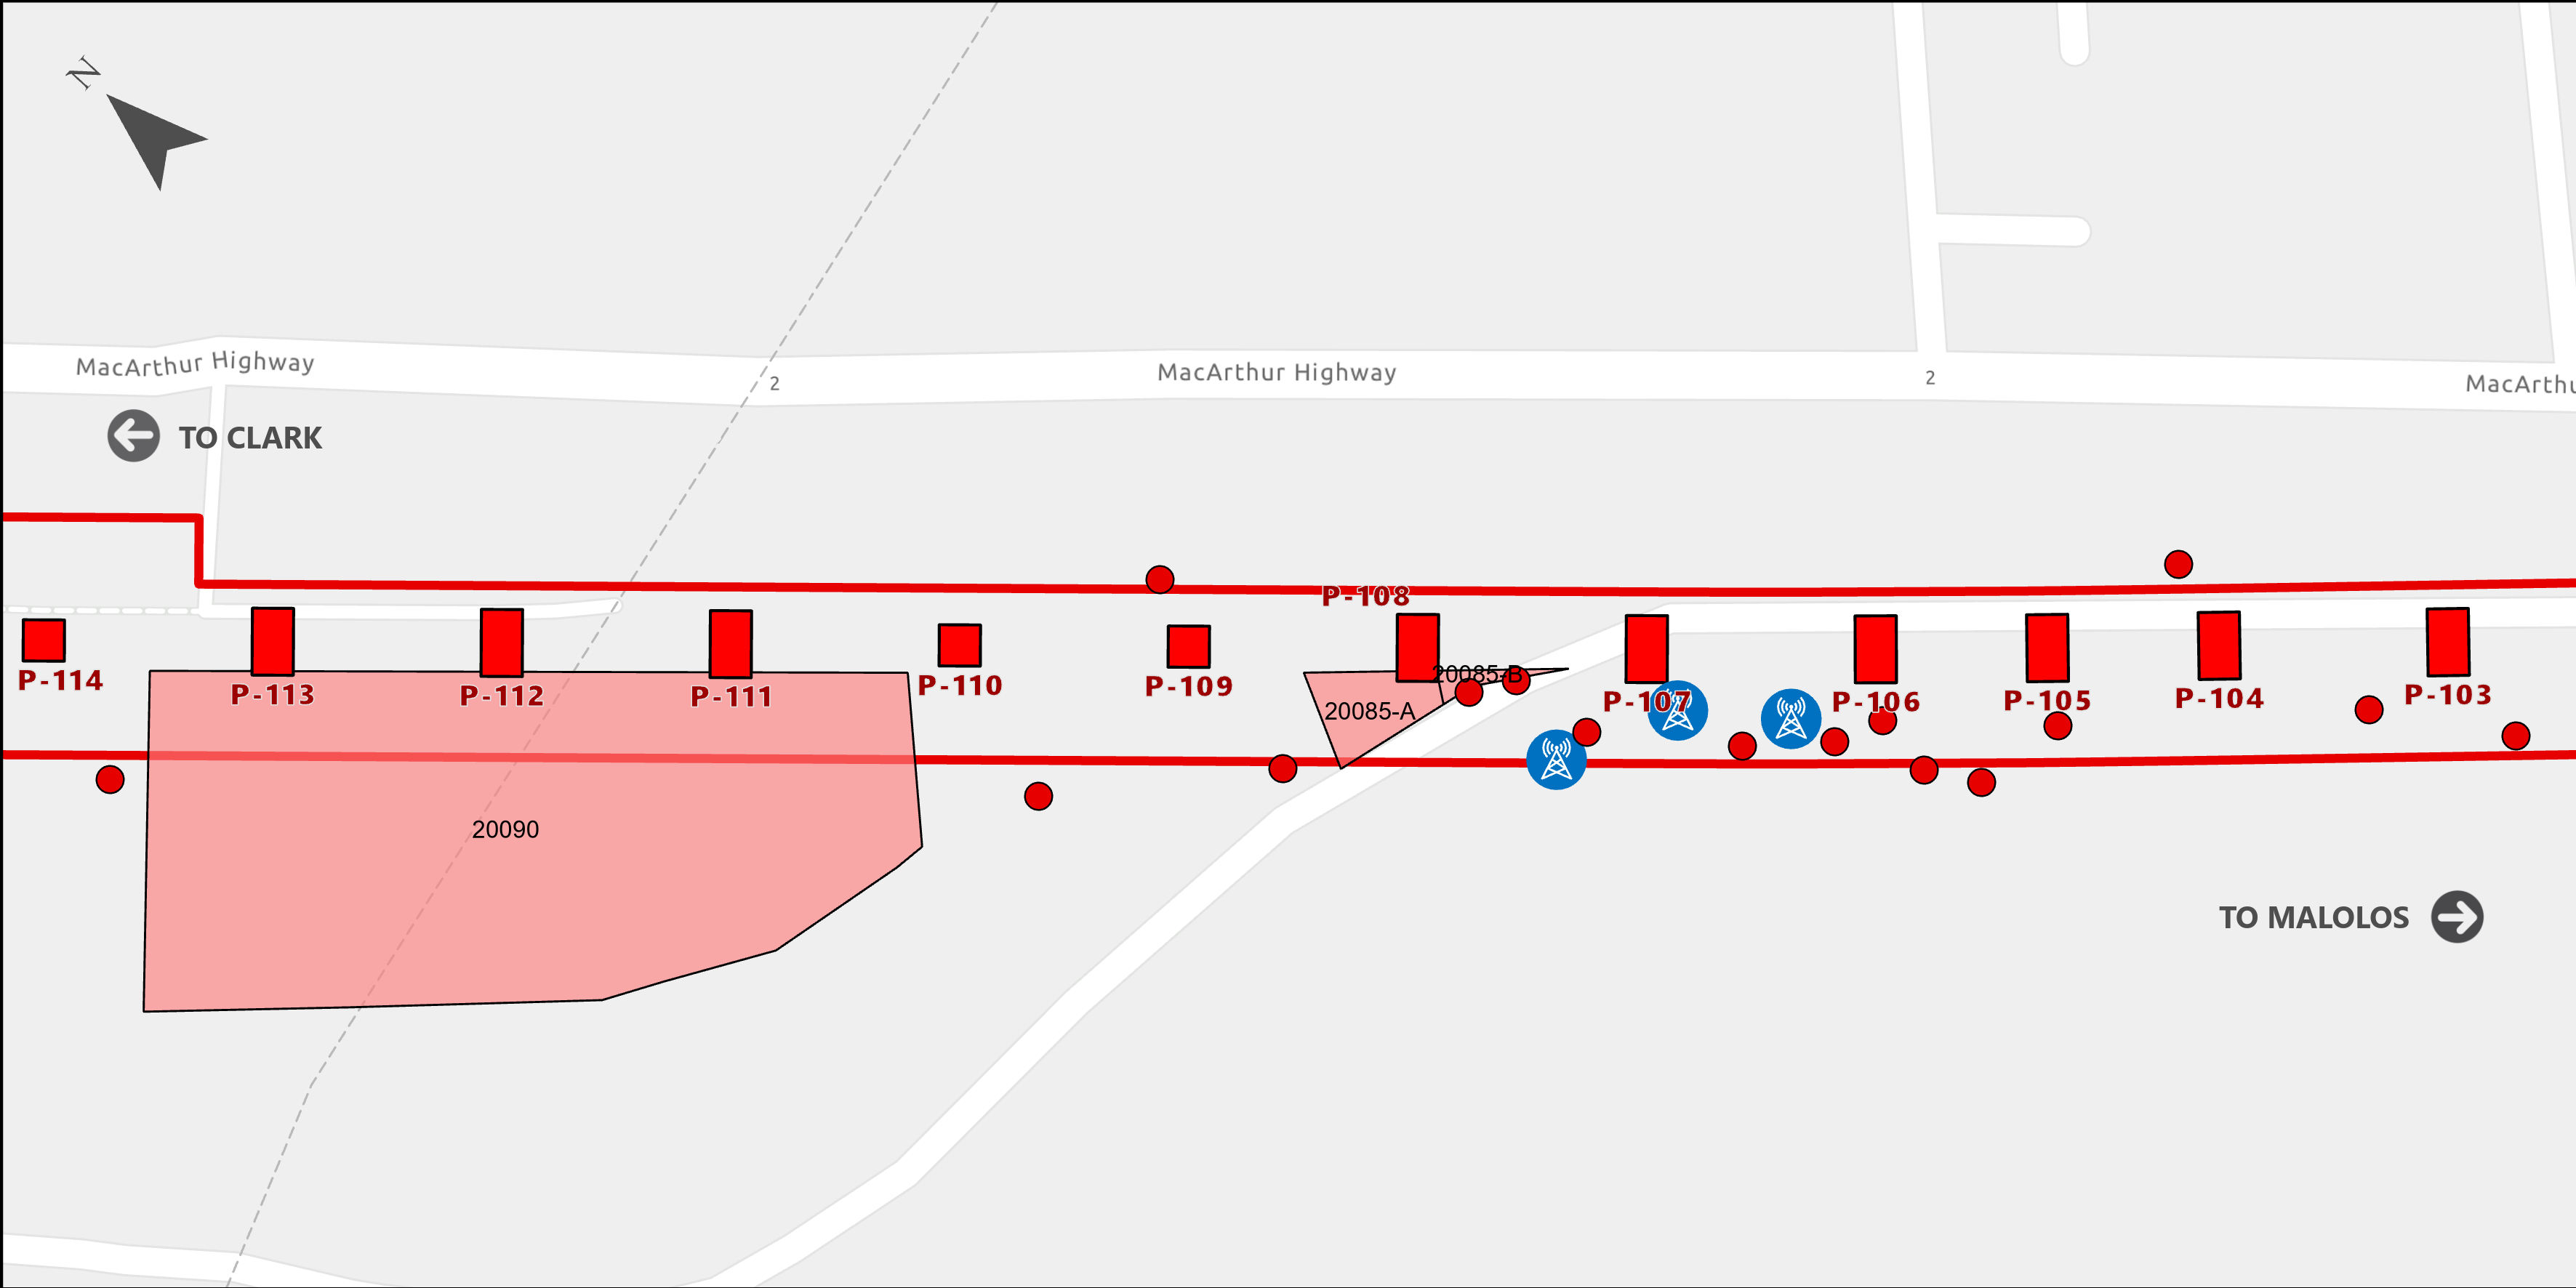 N
MacArthur Highway
MacArthur Highway
MacArthu
2
2
TO CLARK
P-108
P-114
P-113
P-112
P-111
P-110
P-109
20085-B
20085-A
P-107
P-106
P-105
P-104
P-103
20090
TO MALOLOS